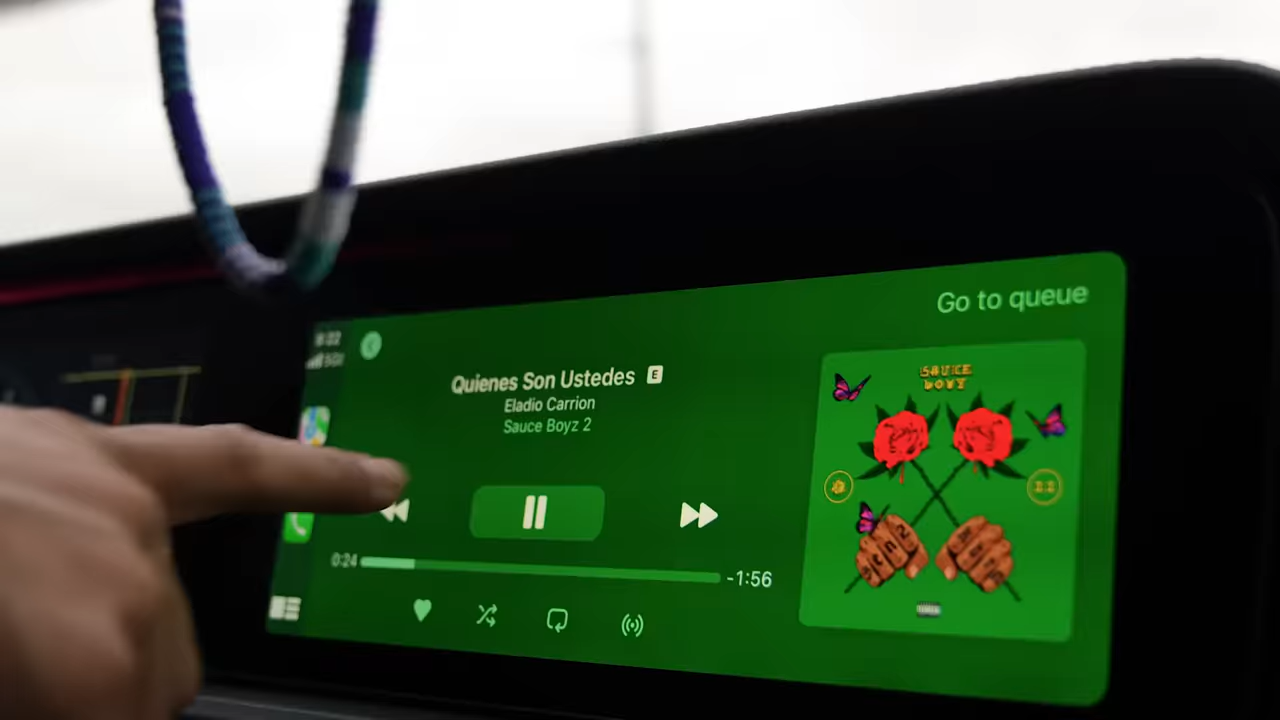 Go to queue
Quienes Son Ustedes E
Eladio Carrion
Sauce Boyz 2
0:24
-1:56
SAUCE
BOYZ